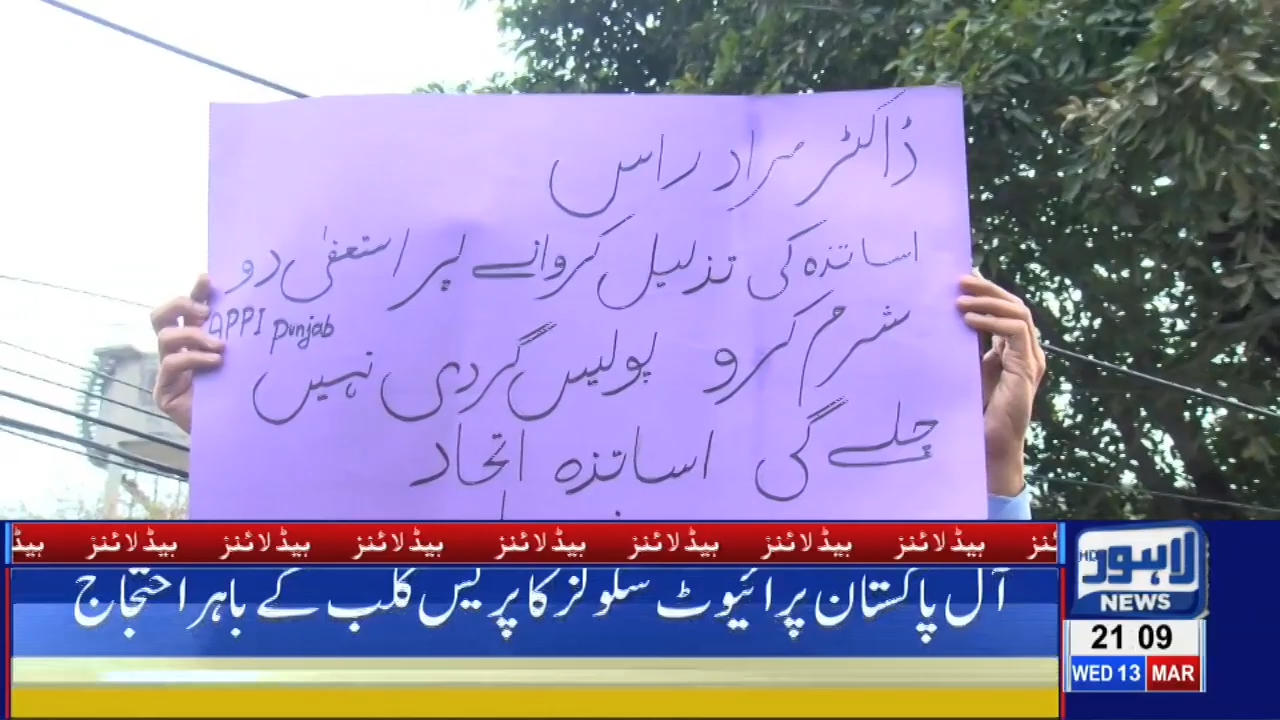 ڈاکٹر مراد راس
اساتذہ کی تذلیل کروانے پر استعفیٰ دو
APPI Punjab
شرم کرو پولیس گردی نہیں
چلے گی اساتذہ اتحاد
ہیڈلائنز ہیڈلائنز ہیڈلائنز ہیڈلائنز ہیڈلائنز ہیڈلائنز ہیڈلائنز
آل پاکستان پرائیوٹ سکولز کا پریس کلب کے باہر احتجاج
لاہور HD
NEWS
21 09
WED 13 MAR